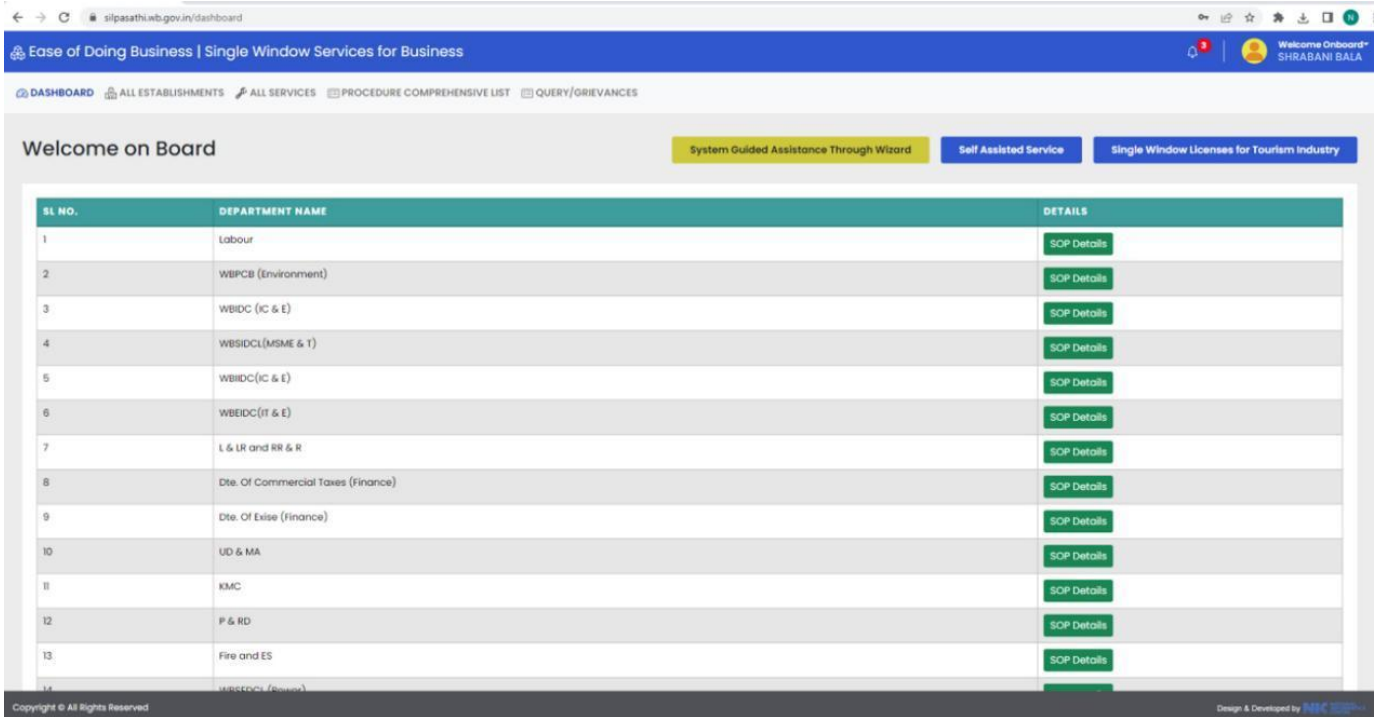 silpasathi.wb.gov.in/dashboard
N
Ease of Doing Business | Single Window Services for Business
3
Welcome Onboard
SHRABANI BALA
DASHBOARD ALL ESTABLISHMENTS ALL SERVICES PROCEDURE COMPREHENSIVE LIST QUERY/GRIEVANCES
Welcome on Board
System Guided Assistance Through Wizard
Self Assisted Service
Single Window Licenses for Tourism Industry
SL NO. DEPARTMENT NAME DETAILS
1 Labour SOP Details
2 WBPCB (Environment) SOP Details
3 WBIDC (IC & E) SOP Details
4 WBSIDCL(MSME & T) SOP Details
5 WBIIDC(IC & E) SOP Details
6 WBEIDC(IT & E) SOP Details
7 L & LR and RR & R SOP Details
8 Dte. Of Commercial Taxes (Finance) SOP Details
9 Dte. Of Exise (Finance) SOP Details
10 UD & MA SOP Details
11 KMC SOP Details
12 P & RD SOP Details
13 Fire and ES SOP Details
14 WBSEDCL (Power)
Copyright © All Rights Reserved
Design & Developed by NIC